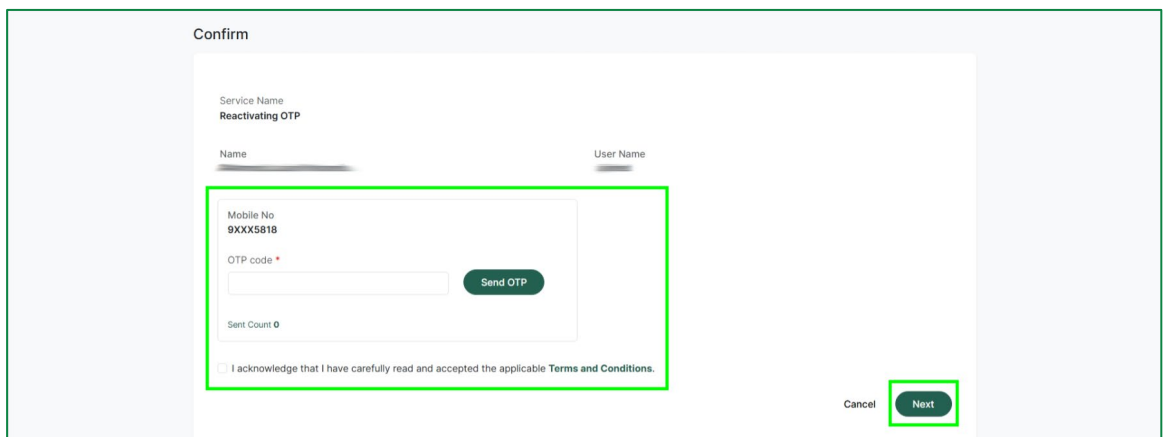 Confirm
Service Name
Reactivating OTP
Name
User Name
Mobile No
9XXX5818
OTP code *
Send OTP
Sent Count 0
I acknowledge that I have carefully read and accepted the applicable Terms and Conditions.
Cancel
Next